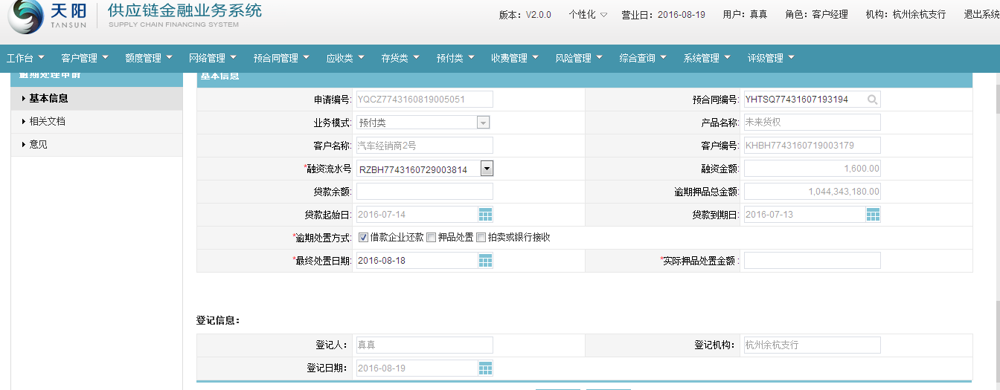 天阳 供应链金融业务系统
TANSUN SUPPLY CHAIN FINANCING SYSTEM
版本：V2.0.0 个性化 营业日：2016-08-19 用户：真真 角色：客户经理 机构：杭州余杭支行 退出系统
工作台 客户管理 额度管理 网络管理 预合同管理 应收类 存货类 预付类 收费管理 风险管理 综合查询 系统管理 评级管理
逾期处理申请
基本信息
相关文档
意见
基本信息
申请编号: YQCZ7743160819005051 预合同编号: YHTSQ77431607193194
业务模式: 预付类 产品名称: 未来货权
客户名称: 汽车经销商2号 客户编号: KHBH7743160719003179
*融资流水号 RZBH7743160729003814 融资金额: 1,600.00
贷款余额: 逾期押品总金额: 1,044,343,180.00
贷款起始日: 2016-07-14 贷款到期日: 2016-07-13
*逾期处置方式: 借款企业还款 押品处置 拍卖或银行接收
*最终处置日期: 2016-08-18 *实际押品处置金额 :
登记信息：
登记人： 真真 登记机构： 杭州余杭支行
登记日期： 2016-08-19